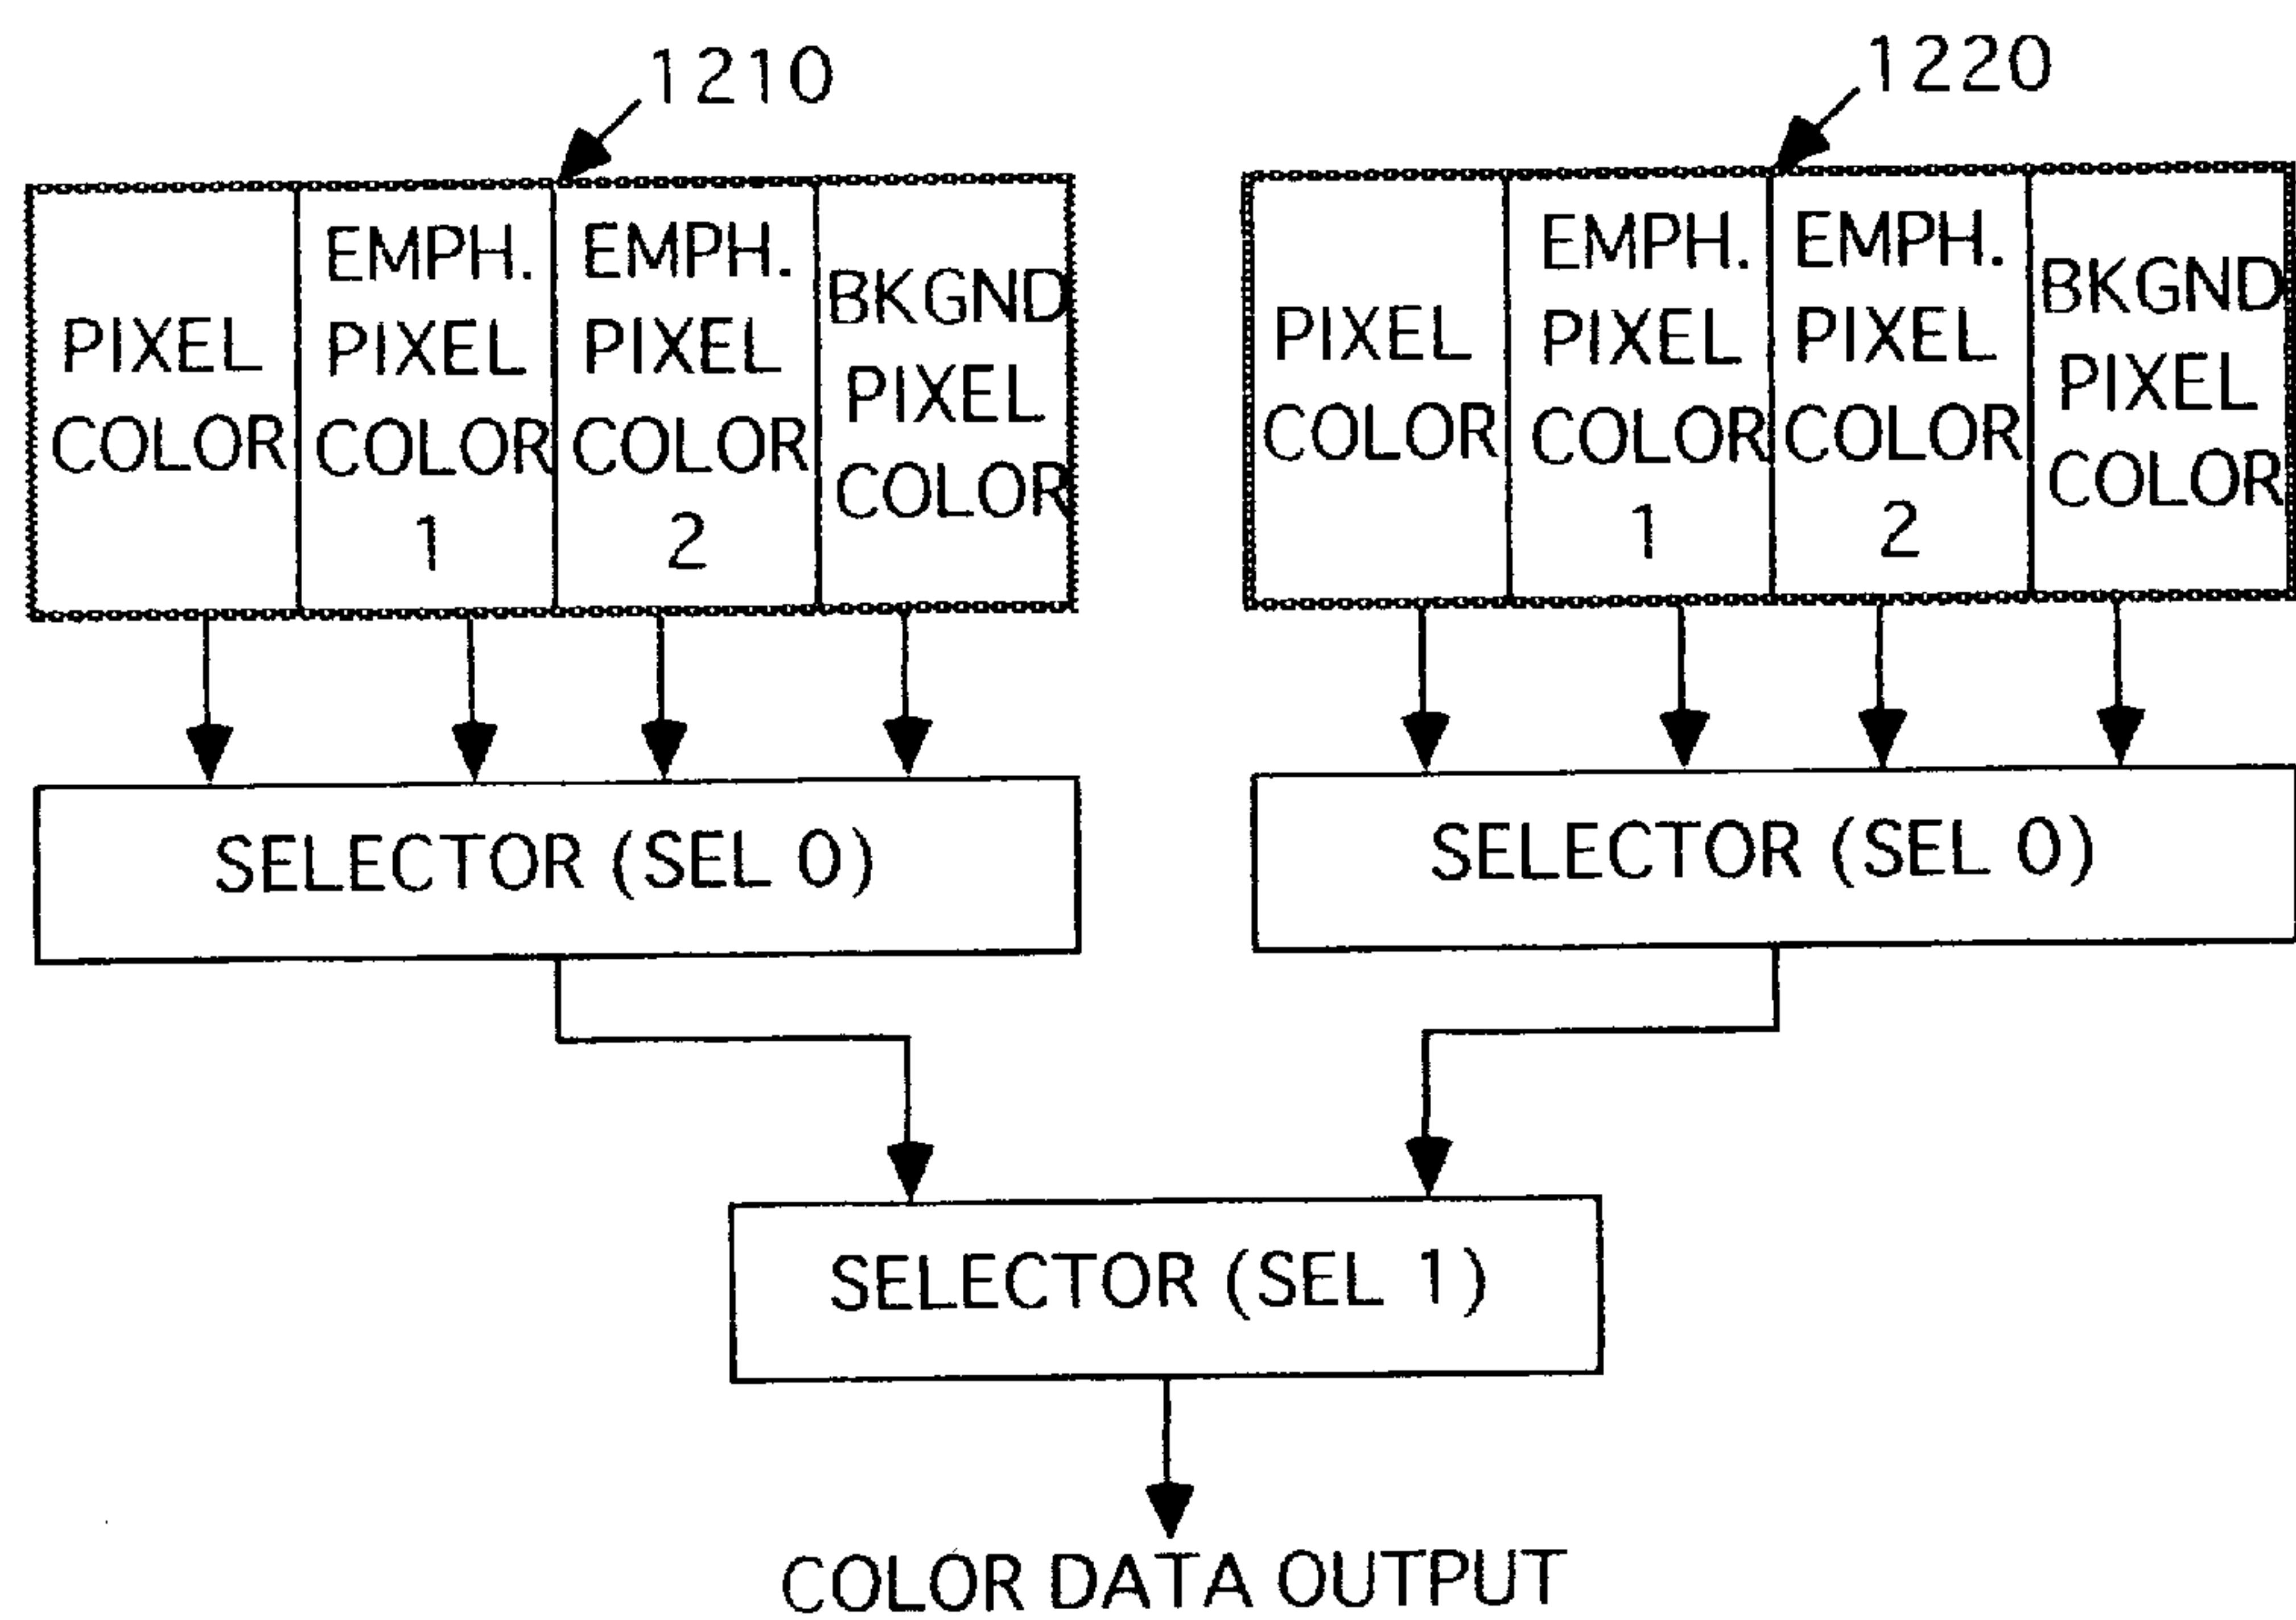 1210
1220
PIXEL
COLOR
EMPH.
PIXEL
COLOR
1
EMPH.
PIXEL
COLOR
2
BKGND
PIXEL
COLOR
PIXEL
COLOR
EMPH.
PIXEL
COLOR
1
EMPH.
PIXEL
COLOR
2
BKGND
PIXEL
COLOR
SELECTOR (SEL 0)
SELECTOR (SEL 0)
SELECTOR (SEL 1)
COLOR DATA OUTPUT